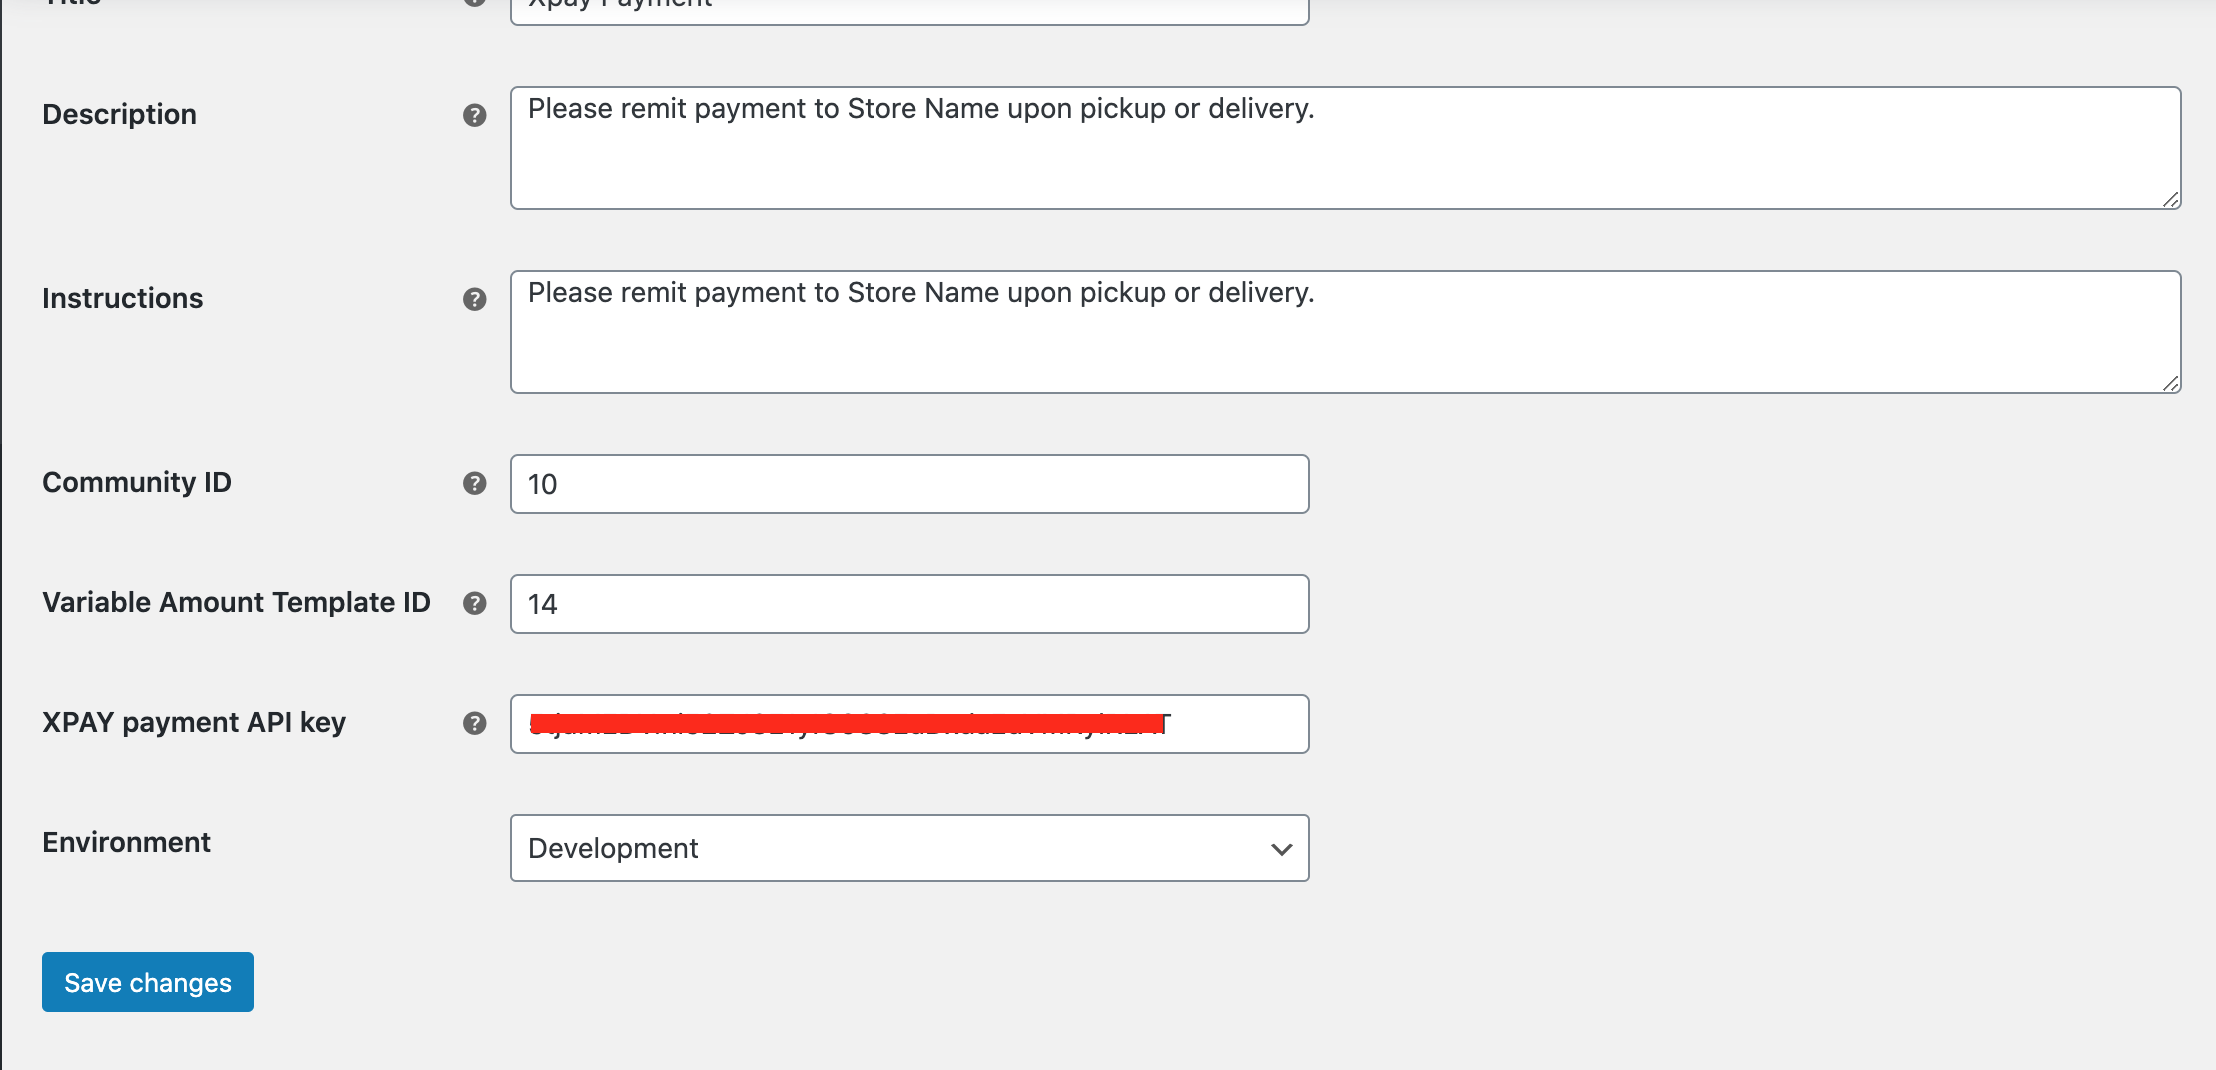 Title
Xpay Payment
Description
Please remit payment to Store Name upon pickup or delivery.
Instructions
Please remit payment to Store Name upon pickup or delivery.
Community ID
10
Variable Amount Template ID
14
XPAY payment API key
Environment
Development
Save changes